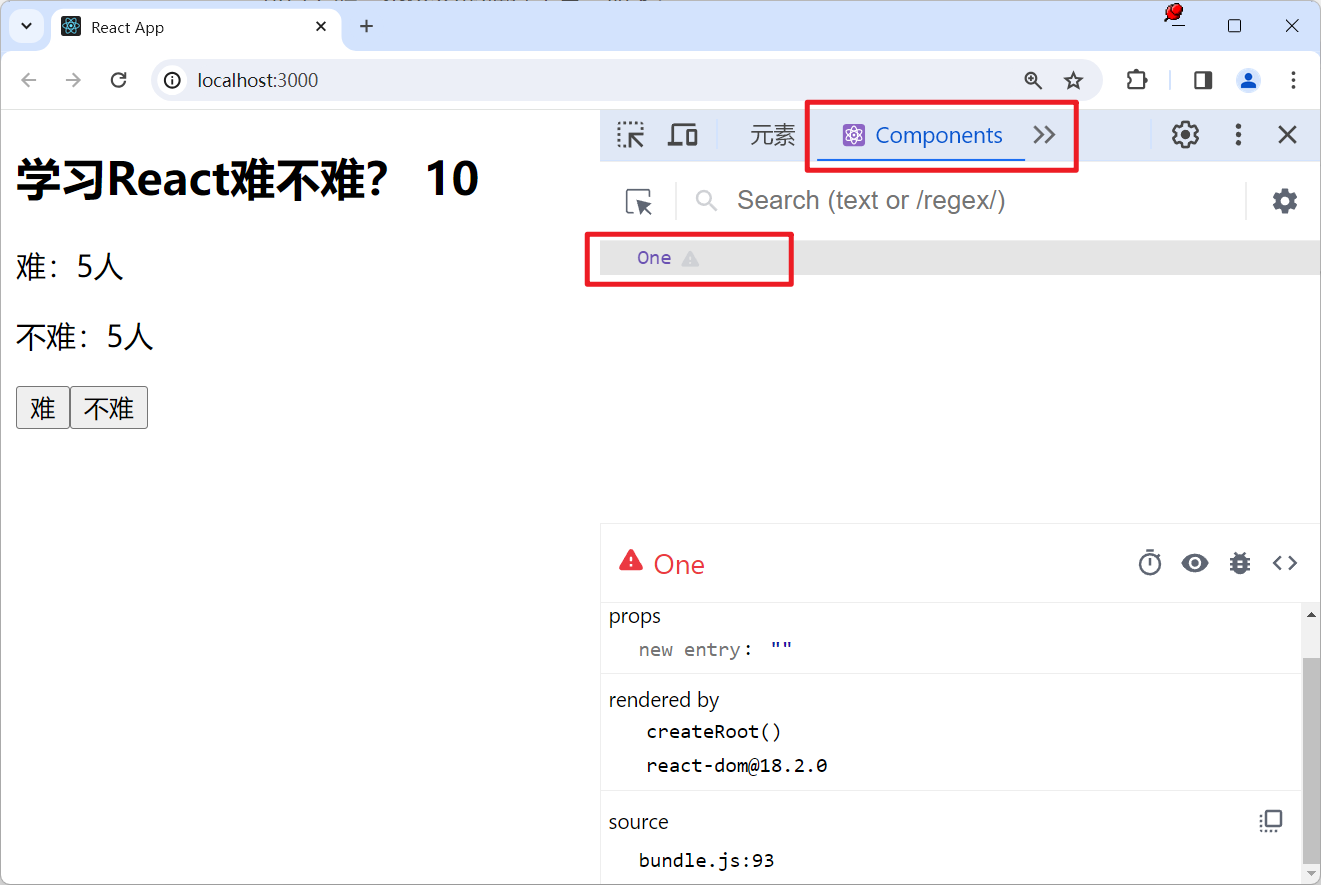 React App
localhost:3000
学习React难不难？ 10
难：5人
不难：5人
难 不难
元素 Components
Search (text or /regex/)
One
One
props
new entry: ""
rendered by
createRoot()
react-dom@18.2.0
source
bundle.js:93